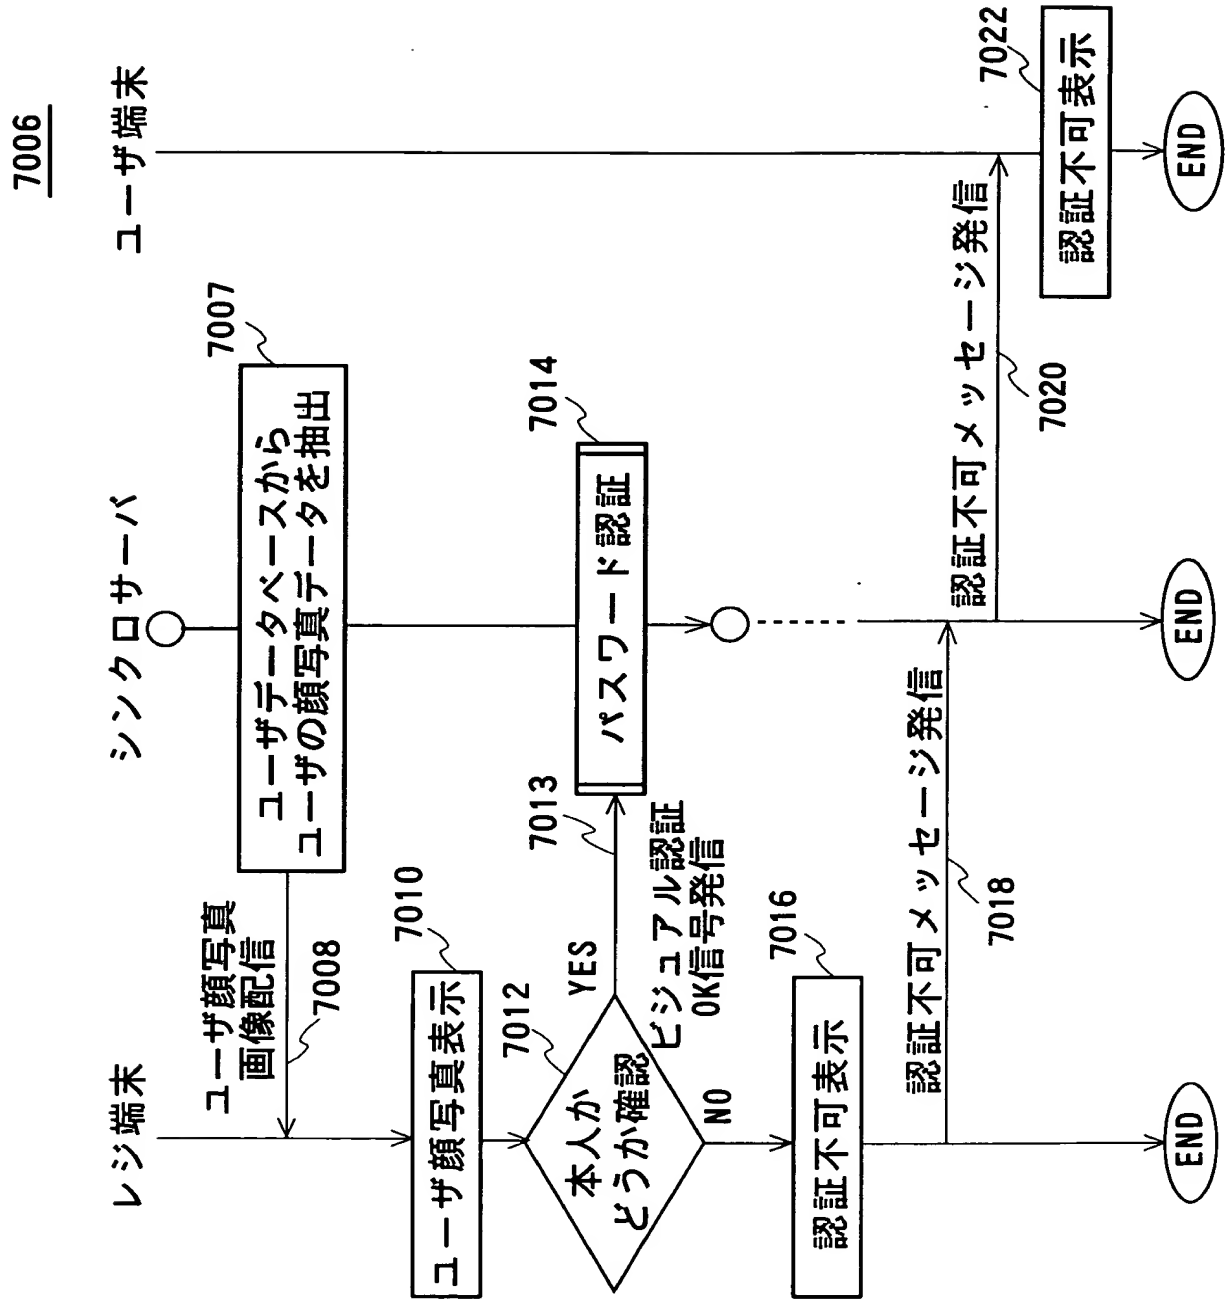 7006
レジ端末
シンクロサーバ
ユーザ端末
7007
ユーザデータベースから
ユーザの顔写真データを抽出
ユーザ顔写真
画像配信
7008
7010
ユーザ顔写真表示
7012
本人か
どうか確認
YES
NO
7013
ビジュアル認証
OK信号発信
7014
パスワード認証
7016
認証不可表示
認証不可メッセージ発信
7018
認証不可メッセージ発信
7020
7022
認証不可表示
END
END
END